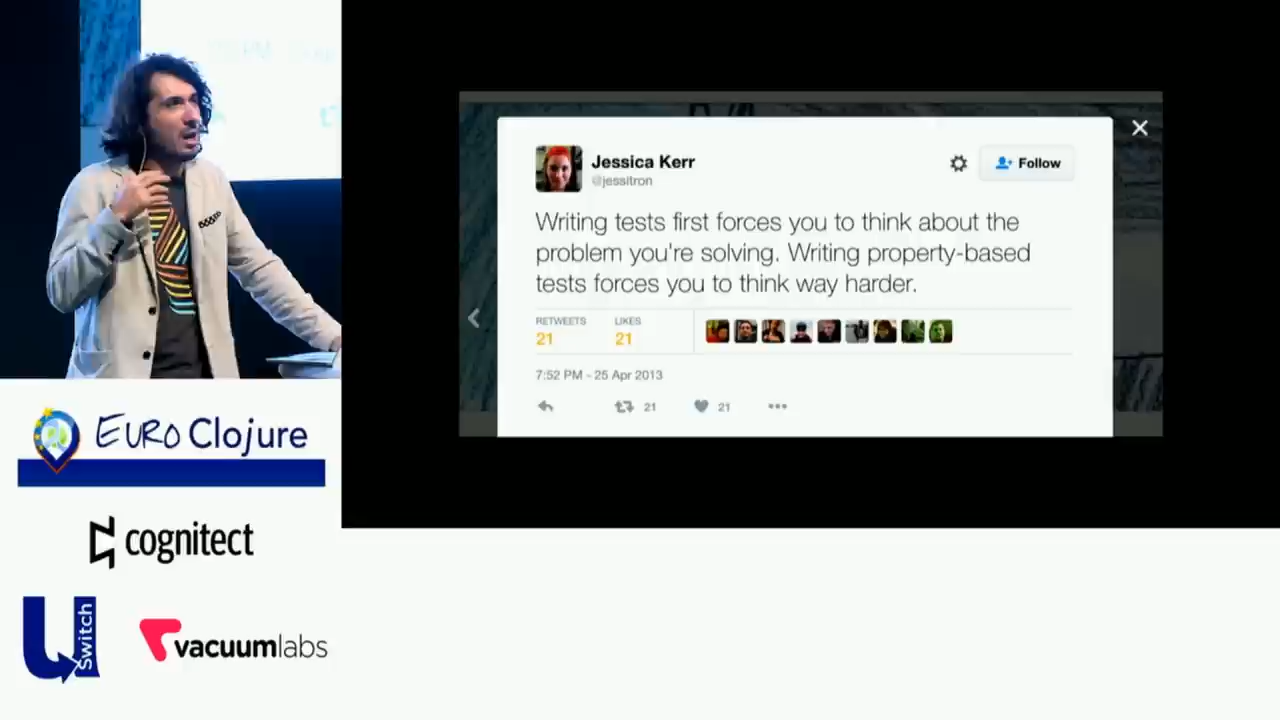 Jessica Kerr
@jessitron
Follow
Writing tests first forces you to think about the
problem you're solving. Writing property-based
tests forces you to think way harder.
RETWEETS LIKES
21 21
7:52 PM - 25 Apr 2013
21 21
EURO Clojure
cognitect
U Switch
vacuumlabs